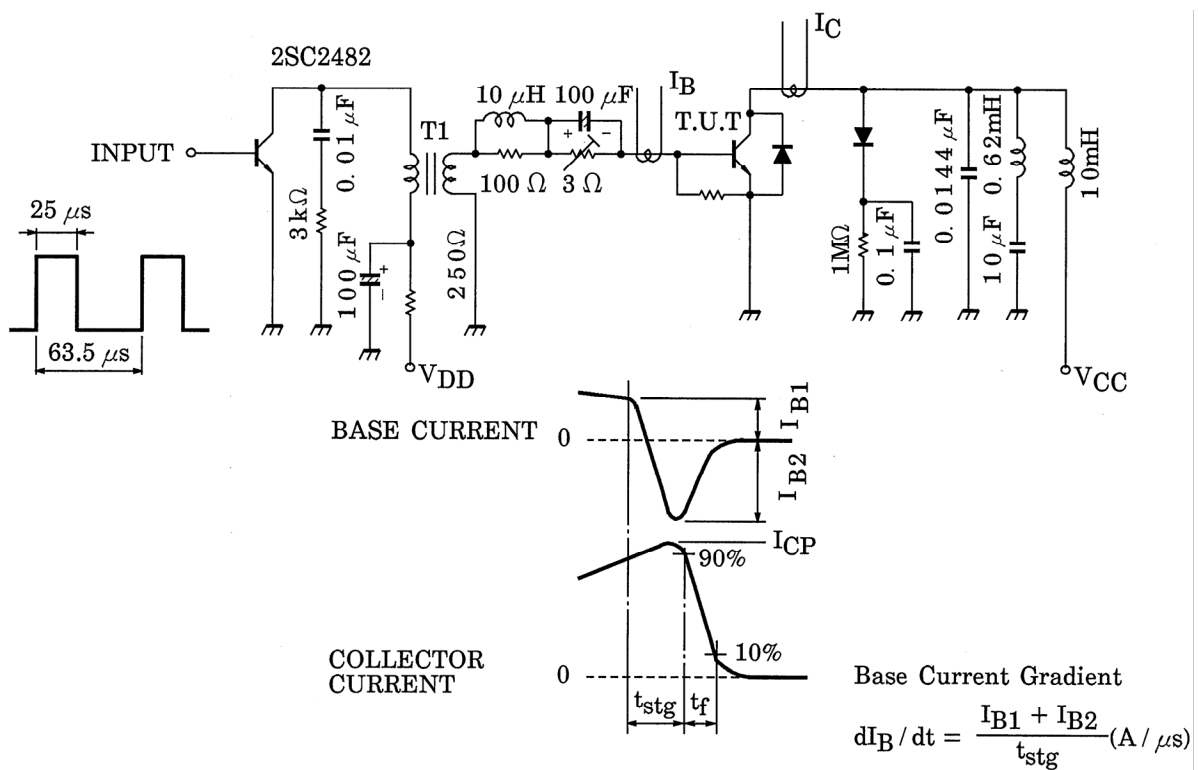 2SC2482
INPUT
0.01 μF
3kΩ
25 μs
63.5 μs
100 μF
+
−
VDD
T1
250Ω
10 μH
100 μF
+ −
100 Ω
3 Ω
IB
T.U.T
IC
1MΩ
0.1 μF
0.0144 μF
0.62mH
10 μF
10mH
VCC
BASE CURRENT
0
IB1
IB2
ICP
90%
10%
COLLECTOR
CURRENT
0
tstg
tf
Base Current Gradient
dIB / dt = IB1 + IB2
tstg
(A / μs)